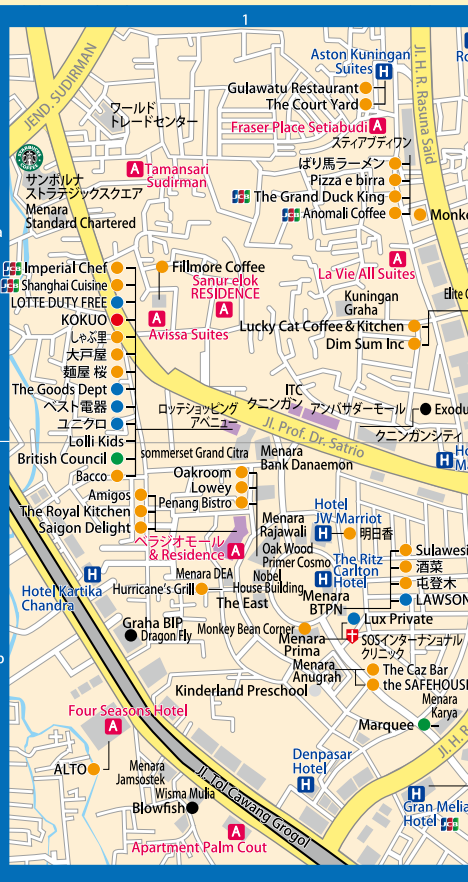 1
Aston Kuningan
Suites
H
Jl. H. R. Rasuna Said
JEND. SUDIRMAN
Gulawatu Restaurant
The Court Yard
ワールド
トレードセンター
Fraser Place Setiabudi A
スティアブディワン
STARBUCKS COFFEE
ぱり馬ラーメン
A Tamansari
Sudirman
Pizza e birra
サンポルナ
ストラテジックスクエア
JCB The Grand Duck King
Menara
Standard Chartered
JCB Anomali Coffee
Monk
a
JCB Imperial Chef
Fillmore Coffee
La Vie All Suites
A
JCB Shanghai Cuisine
Sanur elok
RESIDENCE
A
LOTTE DUTY FREE
Kuningan
Graha
Elite
KOKUO
A
Avissa Suites
Lucky Cat Coffee & Kitchen
しゃぶ里
Dim Sum Inc
大戸屋
麺屋 桜
The Goods Dept
ITC
クニンガン
アンバサダーモール
Exodu
ベスト電器
ロッテショッピング
アベニュー
Jl. Prof. Dr. Satrio
ユニクロ
クニンガンシティ
Lolli Kids
British Council
sommerset Grand Citra
Menara
Bank Danaemon
H
Bacco
Oakroom
Lowey
Penang Bistro
Amigos
The Royal Kitchen
Saigon Delight
Hotel
JW Marriot
H
明日香
Menara
Rajawali
ベラジオモール
& Residence A
Oak Wood
Primer Cosmo
The Ritz
Carlton
Hotel
H
Sulawes
酒菜
屯登木
LAWSON
Hotel Kartika
Chandra
H
Menara DEA
Nobel
House Building
Hurricane's Grill
The East
Menara
BTPN
Lux Private
Graha BIP
Dragon Fly
Monkey Bean Corner
Menara
Prima
SOSインターナショナル
クリニック
b
Menara
Anugrah
The Caz Bar
the SAFEHOUS
Kinderland Preschool
Menara
Karya
Four Seasons Hotel
A
Marquee
Jl. H. R.
ALTO
Menara
Jamsostek
Denpasar
Hotel
H
Jl. Tol Cawang Grogol
Wisma Mulia
Blowfish
H
Gran Melia
Hotel JCB
A
Apartment Palm Cout